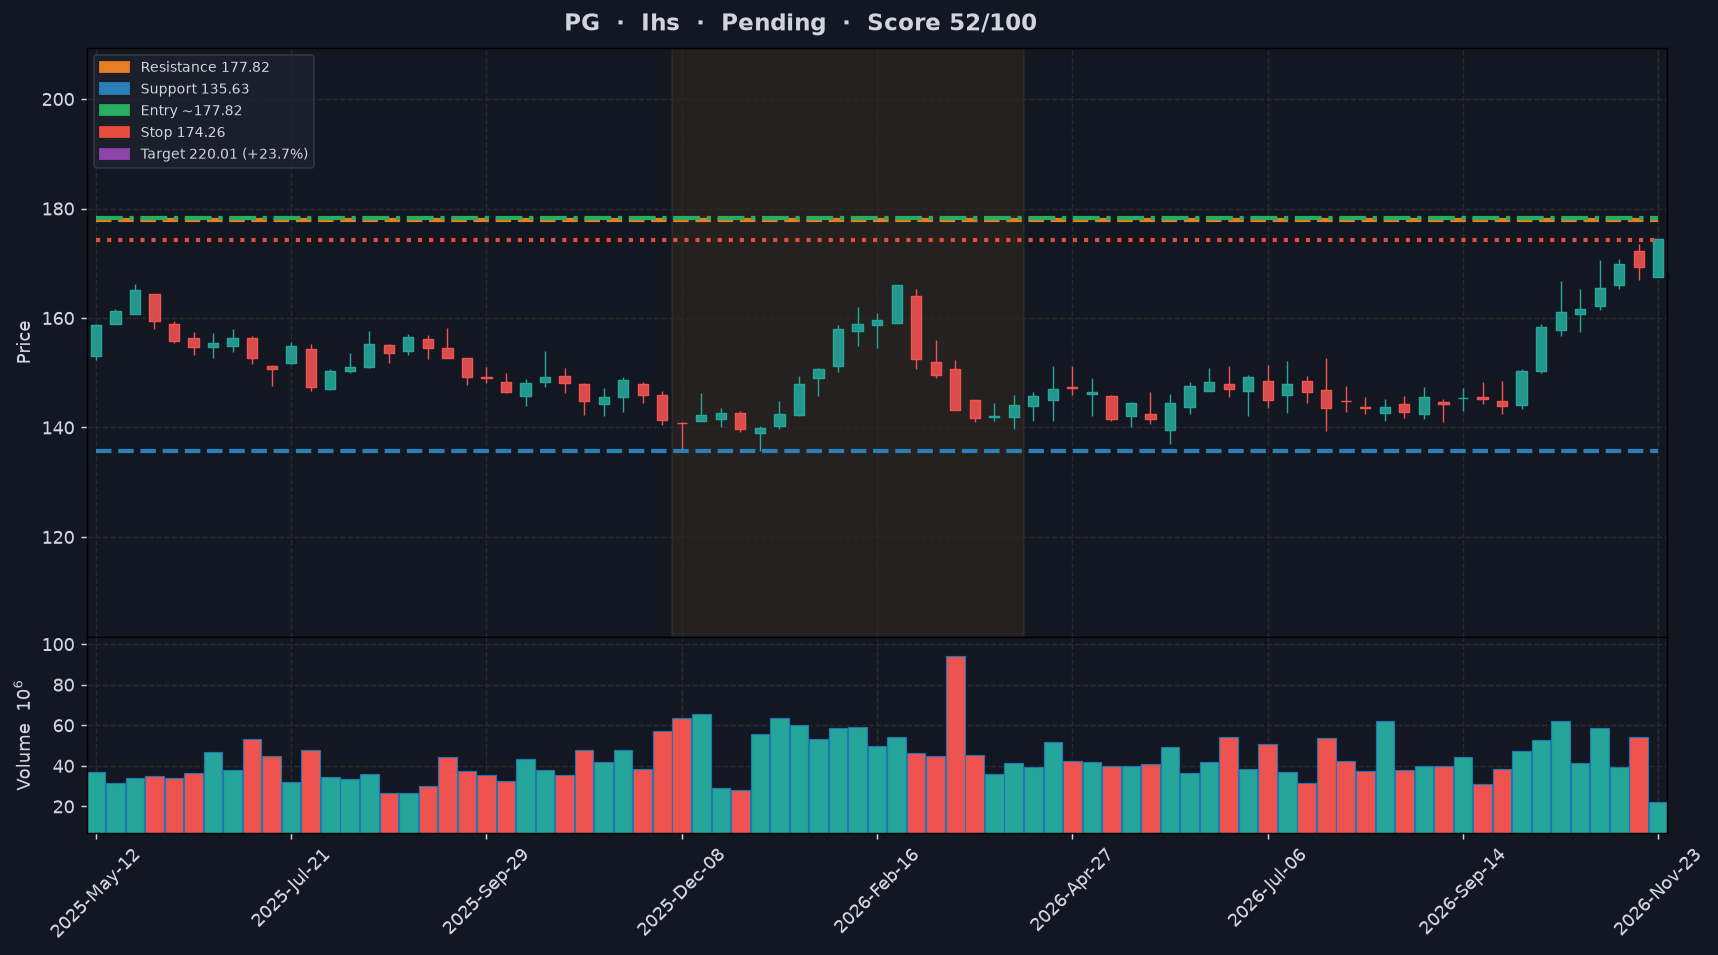 PG · Ihs · Pending · Score 52/100
Resistance 177.82
Support 135.63
Entry ~177.82
Stop 174.26
Target 220.01 (+23.7%)
Price
200
180
160
140
120
Volume 10⁶
100
80
60
40
20
2025-May-12
2025-Jul-21
2025-Sep-29
2025-Dec-08
2026-Feb-16
2026-Apr-27
2026-Jul-06
2026-Sep-14
2026-Nov-23